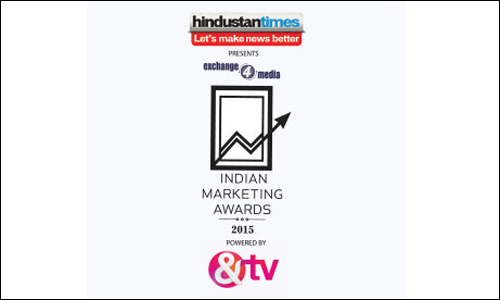 hindustantimes
Let's make news better
PRESENTS
exchange 4 media
INDIAN
MARKETING
AWARDS
2015
POWERED BY
&tv